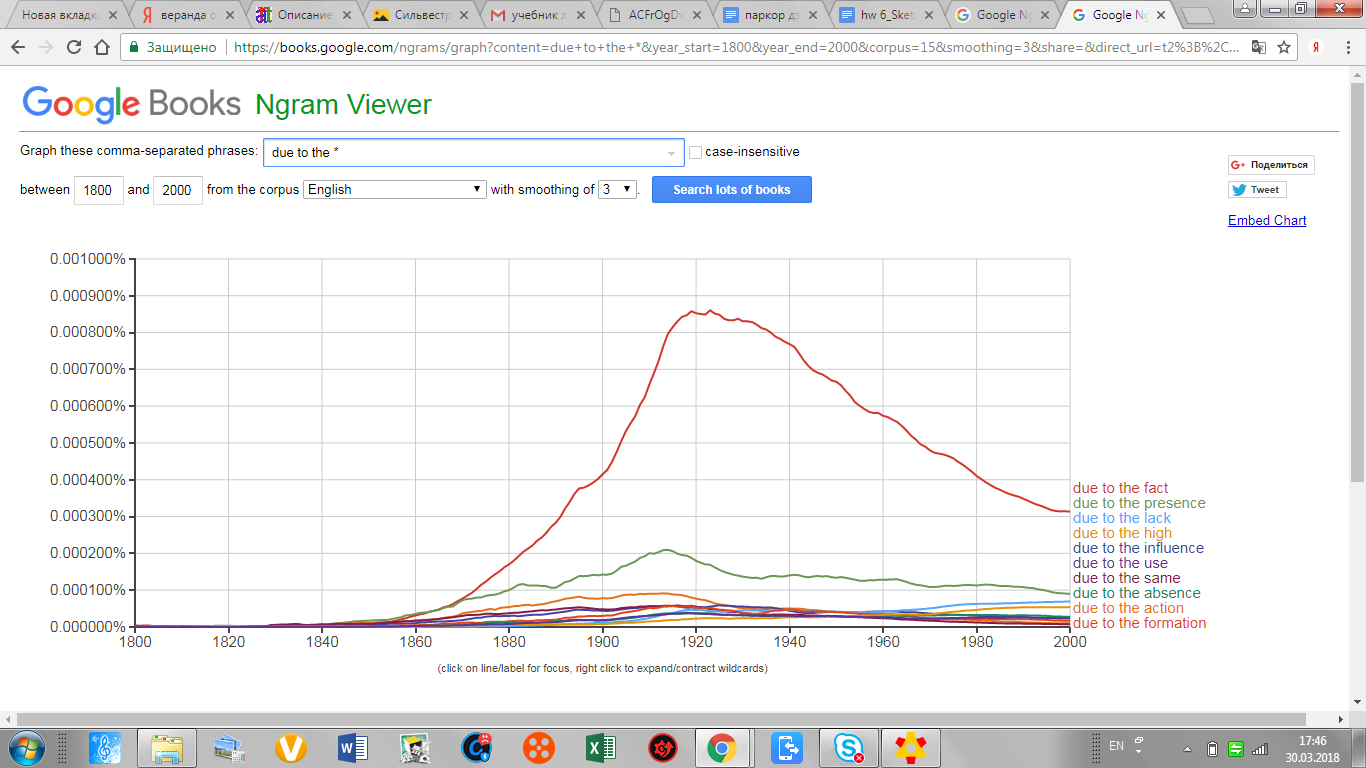 Новая вкладка
веранда с
Описание
Сильвестр
учебник л
ACFrOgDv
паркор дз
hw 6_Sket
Google Ng
Google Ng
Защищено https://books.google.com/ngrams/graph?content=due+to+the+*&year_start=1800&year_end=2000&corpus=15&smoothing=3&share=&direct_url=t2%3B%2C...
Google Books Ngram Viewer
Graph these comma-separated phrases: due to the * case-insensitive
between 1800 and 2000 from the corpus English with smoothing of 3 . Search lots of books
Поделиться
Tweet
Embed Chart
0.001000%
0.000900%
0.000800%
0.000700%
0.000600%
0.000500%
0.000400%
0.000300%
0.000200%
0.000100%
0.000000%
1800 1820 1840 1860 1880 1900 1920 1940 1960 1980 2000
due to the fact
due to the presence
due to the lack
due to the high
due to the influence
due to the use
due to the same
due to the absence
due to the action
due to the formation
(click on line/label for focus, right click to expand/contract wildcards)
EN
17:46
30.03.2018